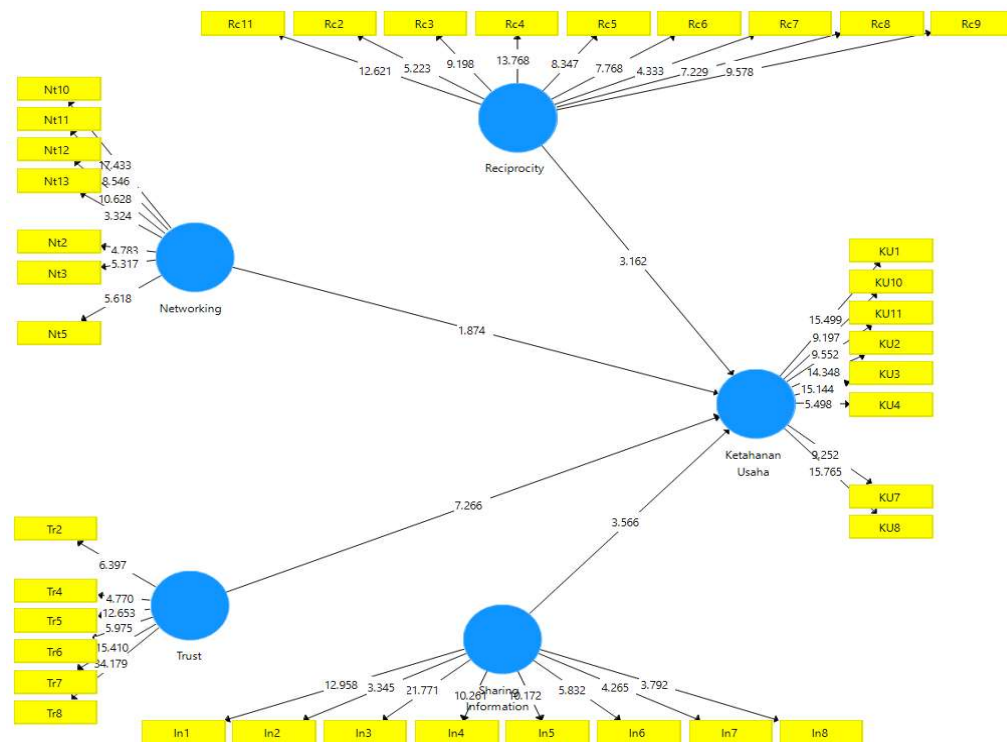 Rc11 Rc2 Rc3 Rc4 Rc5 Rc6 Rc7 Rc8 Rc9
12.621 5.223 9.198 13.768 8.347 7.768 4.333 7.229 9.578
Reciprocity
Nt10
Nt11
Nt12
Nt13
Nt2
Nt3
Nt5
17.433
8.546
10.628
3.324
4.783
5.317
5.618
Networking
3.162
1.874
7.266
3.566
KU1
KU10
KU11
KU2
KU3
KU4
KU7
KU8
15.499
9.197
9.552
14.348
15.144
5.498
9.252
15.765
Ketahanan
Usaha
Tr2
Tr4
Tr5
Tr6
Tr7
Tr8
6.397
4.770
12.653
5.975
15.410
34.179
Trust
Sharing
Information
12.958 3.345 21.771 10.261 10.172 5.832 4.265 3.792
In1 In2 In3 In4 In5 In6 In7 In8